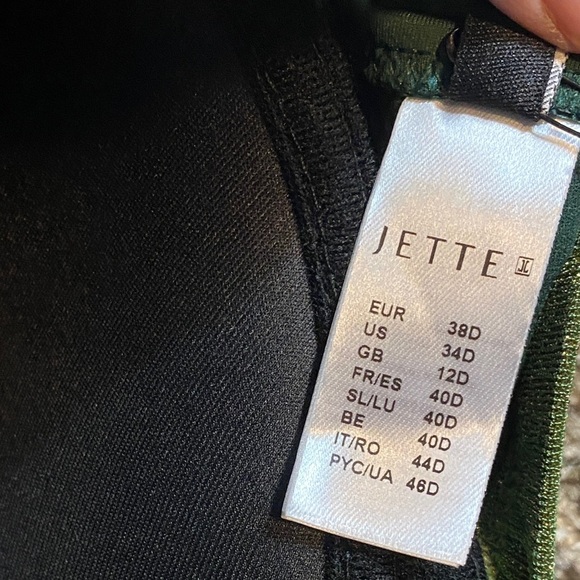 JETTE
EUR 38D
US 34D
GB 12D
FR/ES 40D
SL/LU 40D
BE 40D
IT/RO 44D
PYC/UA 46D